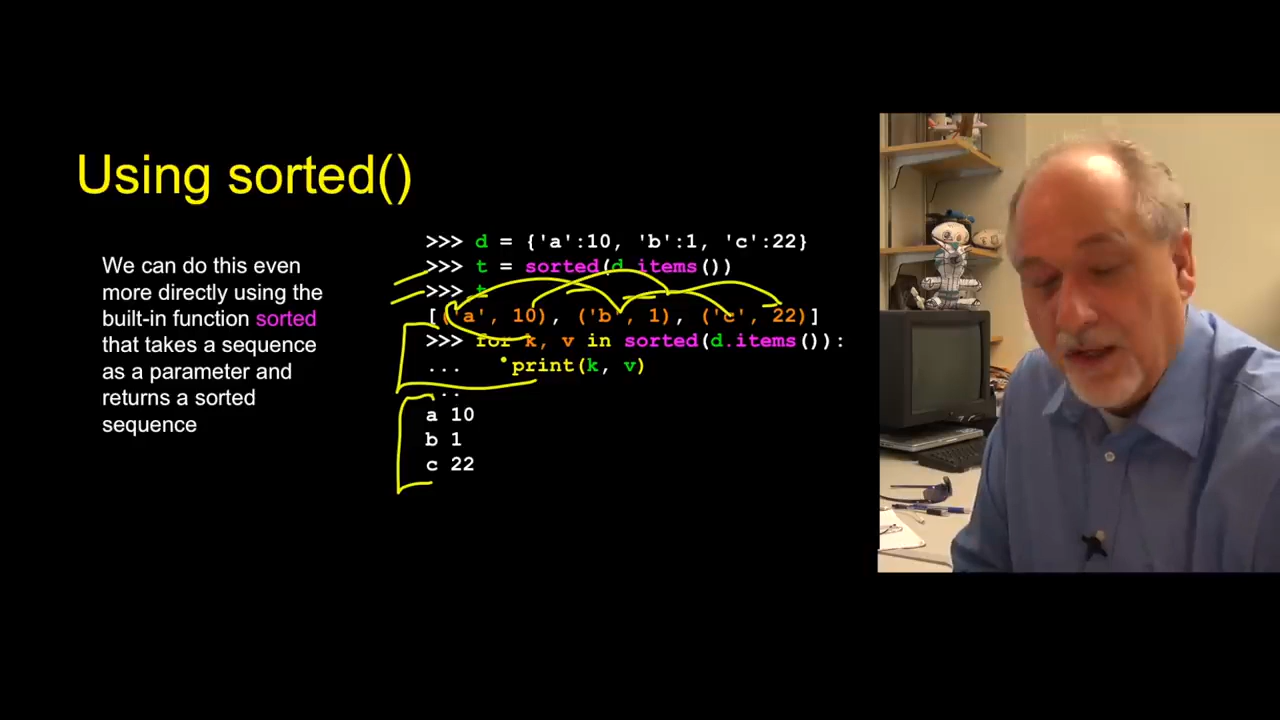 Using sorted()
We can do this even
more directly using the
built-in function sorted
that takes a sequence
as a parameter and
returns a sorted
sequence
>>> d = {'a':10, 'b':1, 'c':22}
>>> t = sorted(d.items())
>>> t
[('a', 10), ('b', 1), ('c', 22)]
>>> for k, v in sorted(d.items()):
...    print(k, v)
...
a 10
b 1
c 22